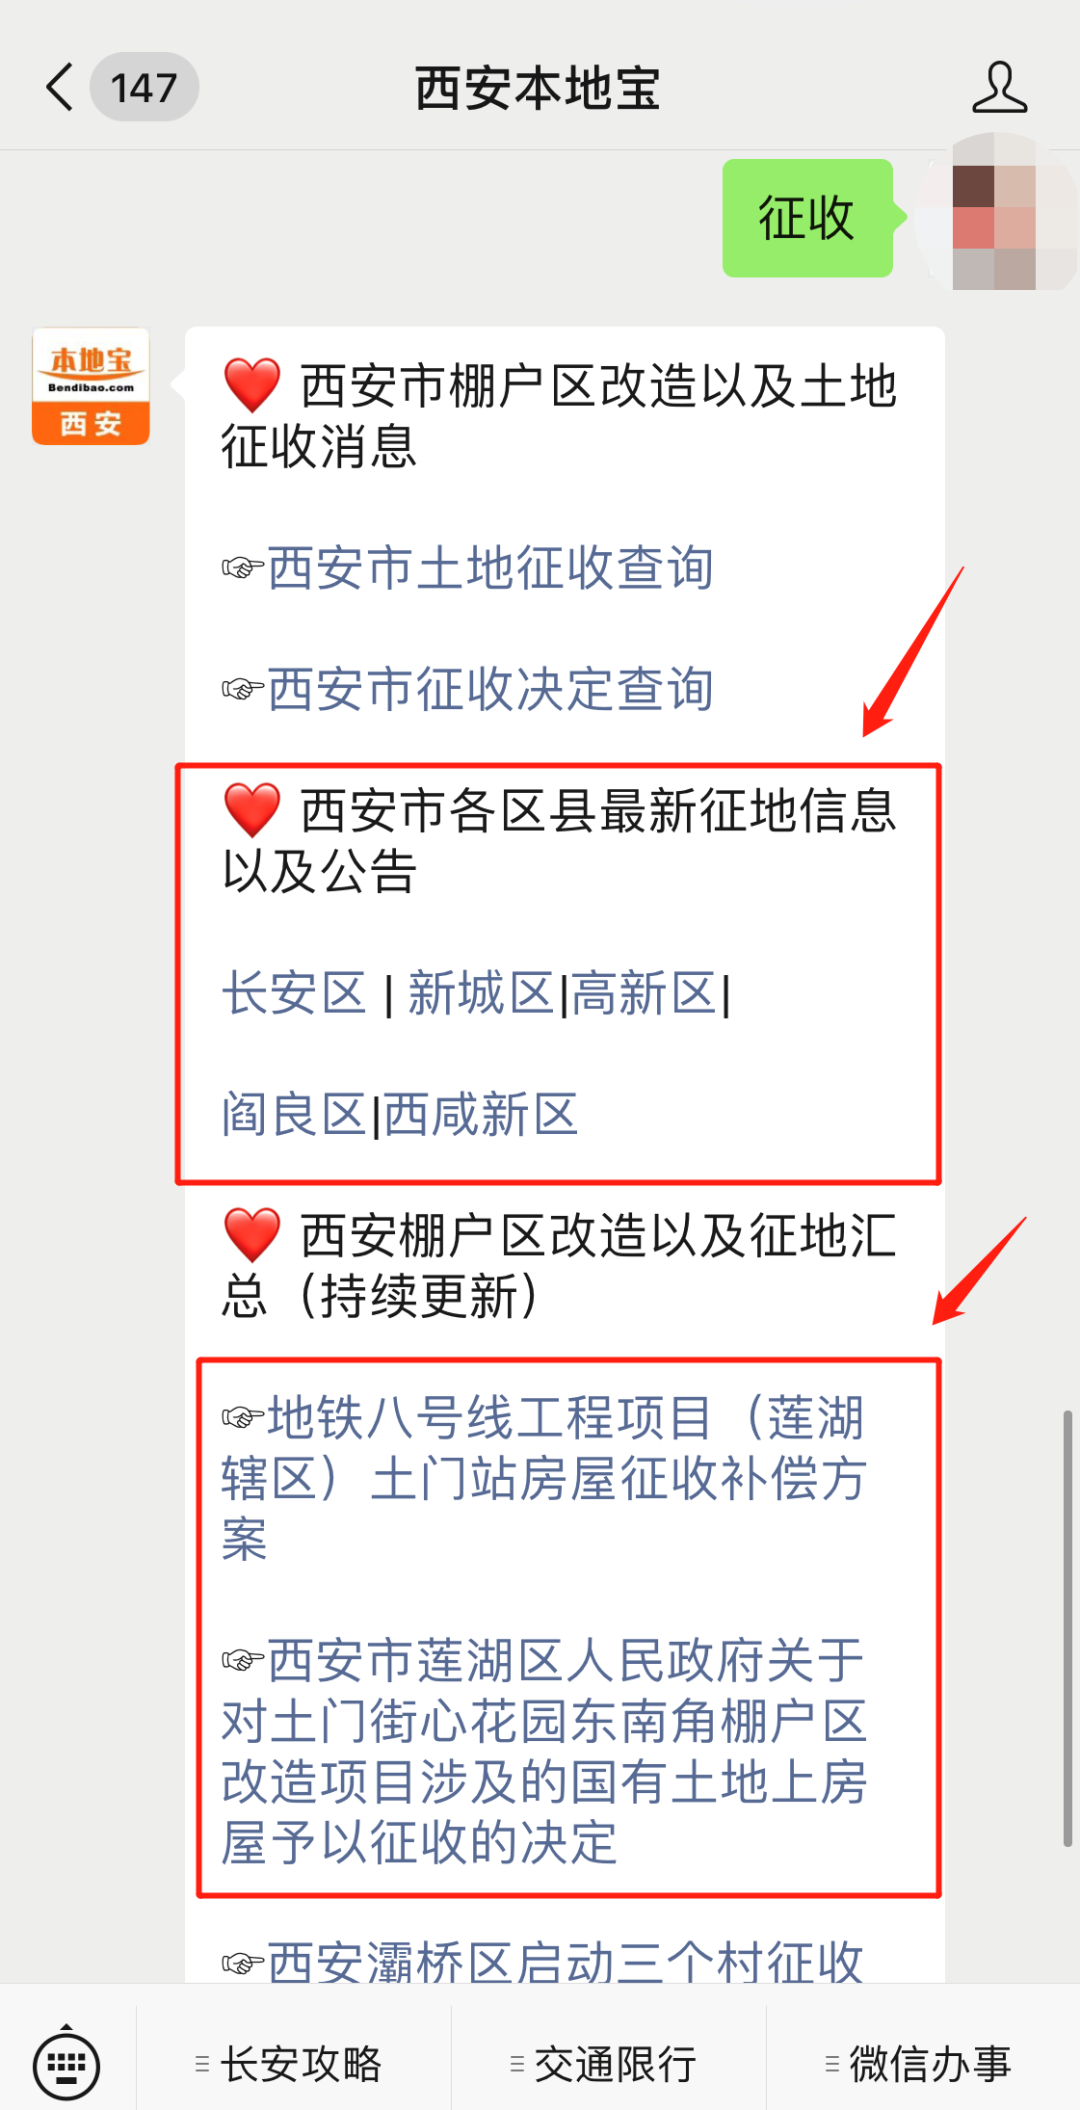 147
西安本地宝
征收
本地宝
Bendibao.com
西安
❤️ 西安市棚户区改造以及土地
征收消息
☞西安市土地征收查询
☞西安市征收决定查询
❤️ 西安市各区县最新征地信息
以及公告
长安区 | 新城区|高新区|
阎良区|西咸新区
❤️ 西安棚户区改造以及征地汇
总（持续更新）
☞地铁八号线工程项目（莲湖
辖区）土门站房屋征收补偿方
案
☞西安市莲湖区人民政府关于
对土门街心花园东南角棚户区
改造项目涉及的国有土地上房
屋予以征收的决定
☞西安灞桥区启动三个村征收
长安攻略
交通限行
微信办事